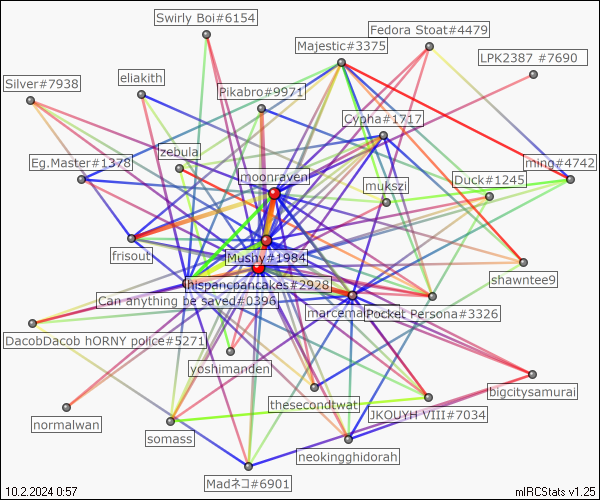 Swirly Boi#6154
Fedora Stoat#4479
Majestic#3375
LPK2387 #7690
eliakith
Silver#7938
Pikabro#9971
Cypha#1717
zebula
Eg.Master#1378
ming#4742
moonraven
mukszi
Duck#1245
frisout
Mushy#1984
shawntee9
hispancpancakes#2928
Can anything be saved#0396
marcema
Pocket Persona#3326
DacobDacob hORNY police#5271
yoshimanden
bigcitysamurai
thesecondtwat
JKOUYH VIII#7034
normalwan
somass
neokingghidorah
Madネコ#6901
10.2.2024 0:57
mIRCStats v1.25